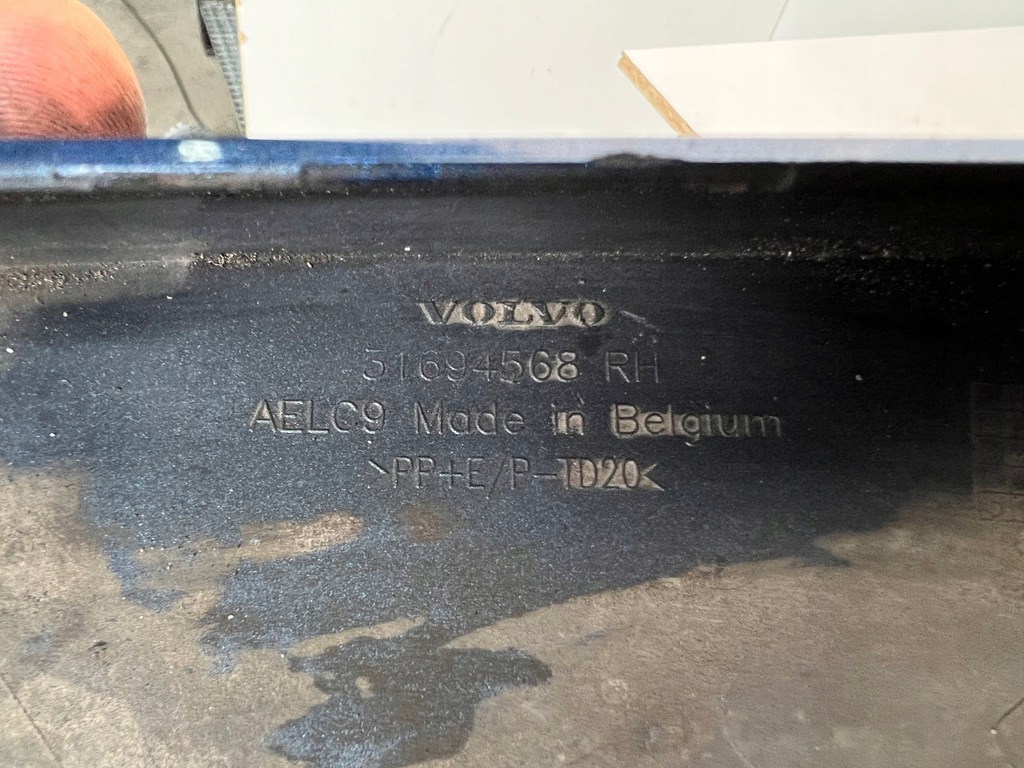 VOLVO
31694568 RH
AELC9 Made in Belgium
>PP+E/P-TD20<